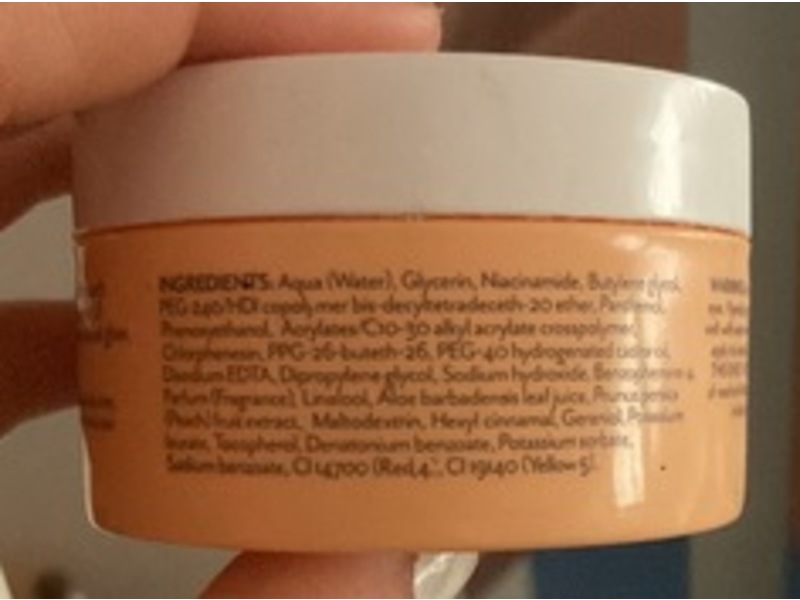 INGREDIENTS: Aqua (Water), Glycerin, Niacinamide, Butylene glycol,
PEG-240/HDI copolymer bis-decyltetradeceth-20 ether, Panthenol,
Phenoxyethanol, Acrylates/C10-30 alkyl acrylate crosspolymer,
Chlorphenesin, PPG-26-buteth-26, PEG-40 hydrogenated castor oil,
Disodium EDTA, Dipropylene glycol, Sodium hydroxide,
Parfum (Fragrance), Linalool, Aloe barbadensis leaf juice, Prunus persica
(Peach) fruit extract, Maltodextrin, Hexyl cinnamal, Geraniol, Potassium
Tocopherol, Denatonium benzoate, Potassium sorbate,
Sodium benzoate, CI 14700 (Red 4), CI 19140 (Yellow 5).